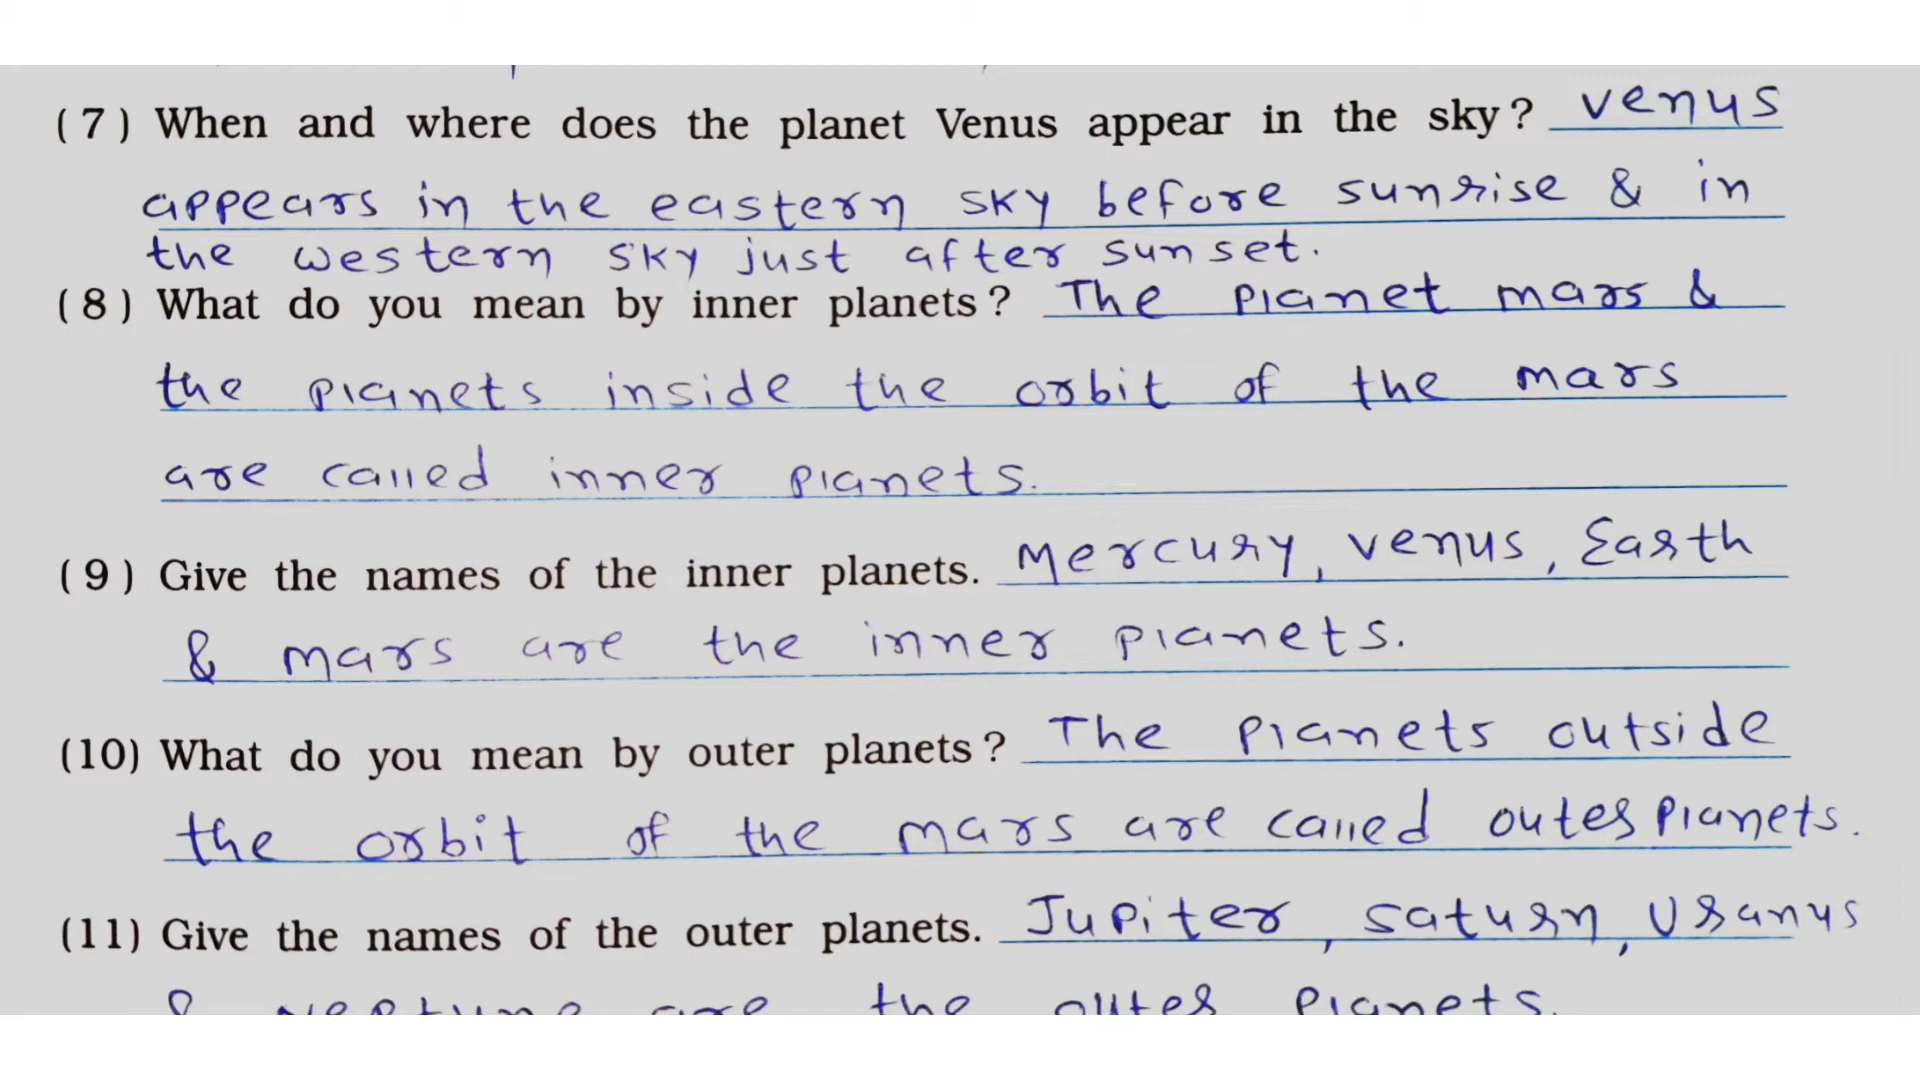 (7) When and where does the planet Venus appear in the sky? Venus
appears in the eastern sky before sunrise & in
the western sky just after sunset.
(8) What do you mean by inner planets? The planet mars &
the planets inside the orbit of the mars
are called inner planets.
(9) Give the names of the inner planets. Mercury, Venus, Earth
& mars are the inner planets.
(10) What do you mean by outer planets? The Planets outside
the orbit of the mars are called outer Planets.
(11) Give the names of the outer planets. Jupiter, saturn, Uranus
& neptune are the outer Planets.